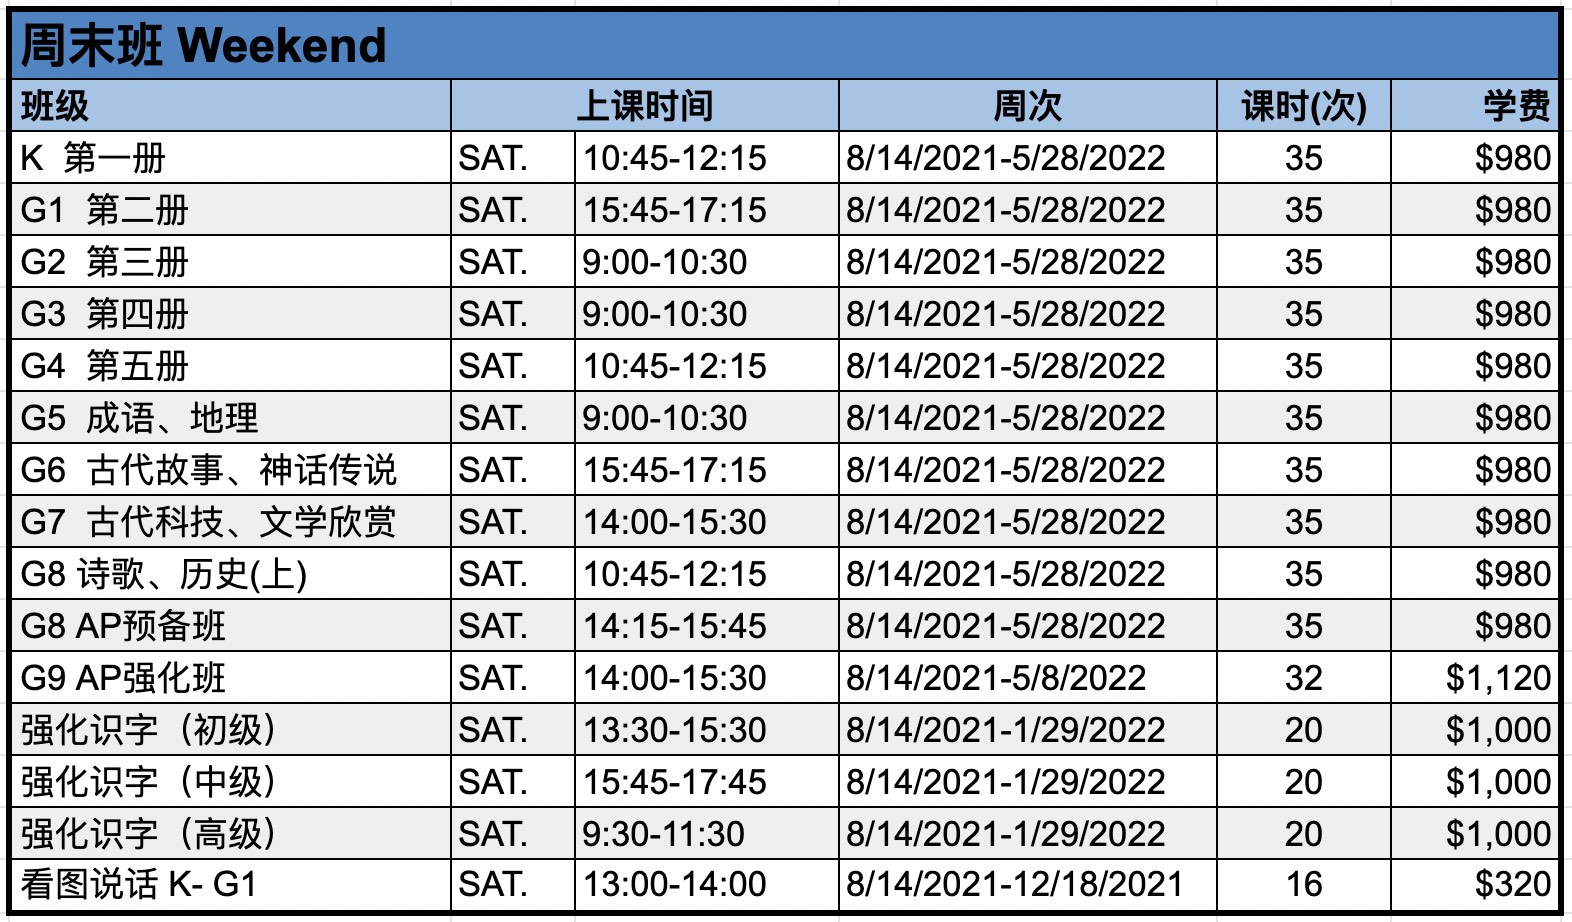 周末班 Weekend
班级 上课时间 周次 课时(次) 学费
K 第一册 SAT. 10:45-12:15 8/14/2021-5/28/2022 35 $980
G1 第二册 SAT. 15:45-17:15 8/14/2021-5/28/2022 35 $980
G2 第三册 SAT. 9:00-10:30 8/14/2021-5/28/2022 35 $980
G3 第四册 SAT. 9:00-10:30 8/14/2021-5/28/2022 35 $980
G4 第五册 SAT. 10:45-12:15 8/14/2021-5/28/2022 35 $980
G5 成语、地理 SAT. 9:00-10:30 8/14/2021-5/28/2022 35 $980
G6 古代故事、神话传说 SAT. 15:45-17:15 8/14/2021-5/28/2022 35 $980
G7 古代科技、文学欣赏 SAT. 14:00-15:30 8/14/2021-5/28/2022 35 $980
G8 诗歌、历史(上) SAT. 10:45-12:15 8/14/2021-5/28/2022 35 $980
G8 AP预备班 SAT. 14:15-15:45 8/14/2021-5/28/2022 35 $980
G9 AP强化班 SAT. 14:00-15:30 8/14/2021-5/8/2022 32 $1,120
强化识字（初级） SAT. 13:30-15:30 8/14/2021-1/29/2022 20 $1,000
强化识字（中级） SAT. 15:45-17:45 8/14/2021-1/29/2022 20 $1,000
强化识字（高级） SAT. 9:30-11:30 8/14/2021-1/29/2022 20 $1,000
看图说话 K- G1 SAT. 13:00-14:00 8/14/2021-12/18/2021 16 $320